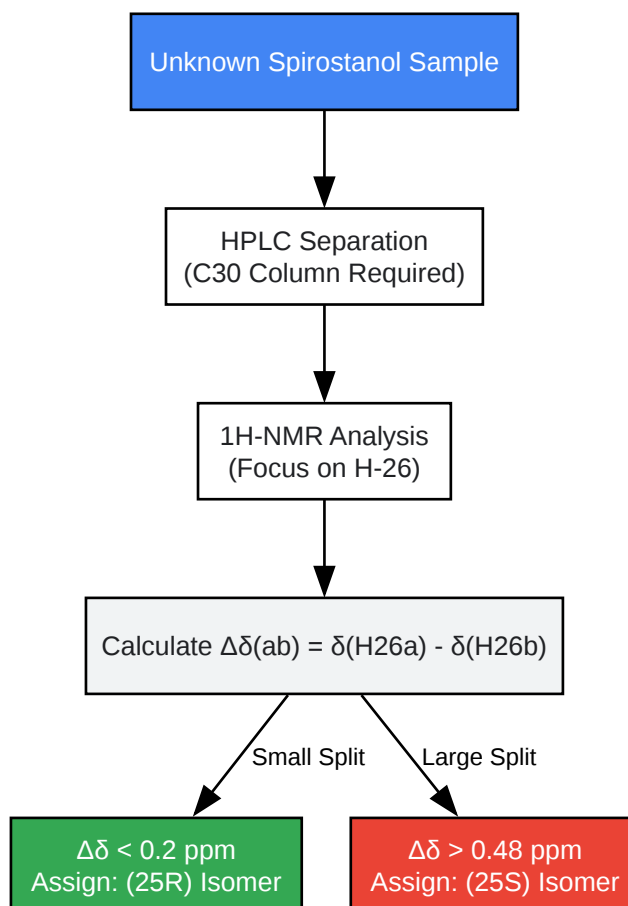 Unknown Spirostanol Sample
HPLC Separation
(C30 Column Required)
1H-NMR Analysis
(Focus on H-26)
Calculate Δδ(ab) = δ(H26a) - δ(H26b)
Small Split
Large Split
Δδ < 0.2 ppm
Assign: (25R) Isomer
Δδ > 0.48 ppm
Assign: (25S) Isomer